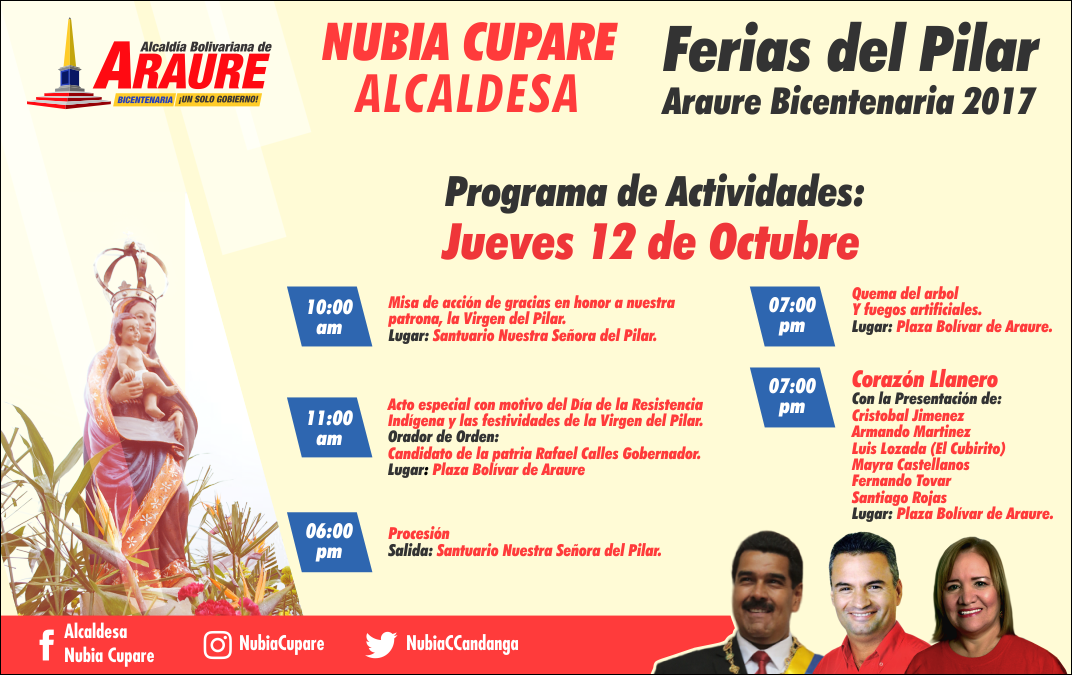 Alcaldía Bolivariana de
ARAURE
BICENTENARIA ¡UN SOLO GOBIERNO!
NUBIA CUPARE
ALCALDESA
Ferias del Pilar
Araure Bicentenaria 2017
Programa de Actividades:
Jueves 12 de Octubre
10:00
am
Misa de acción de gracias en honor a nuestra
patrona, la Virgen del Pilar.
Lugar: Santuario Nuestra Señora del Pilar.
11:00
am
Acto especial con motivo del Día de la Resistencia
Indígena y las festividades de la Virgen del Pilar.
Orador de Orden:
Candidato de la patria Rafael Calles Gobernador.
Lugar: Plaza Bolívar de Araure
06:00
pm
Procesión
Salida: Santuario Nuestra Señora del Pilar.
07:00
pm
Quema del arbol
Y fuegos artificiales.
Lugar: Plaza Bolívar de Araure.
07:00
pm
Corazón Llanero
Con la Presentación de:
Cristobal Jimenez
Armando Martinez
Luis Lozada (El Cubirito)
Mayra Castellanos
Fernando Tovar
Santiago Rojas
Lugar: Plaza Bolívar de Araure.
Alcaldesa
Nubia Cupare
NubiaCupare
NubiaCCandanga